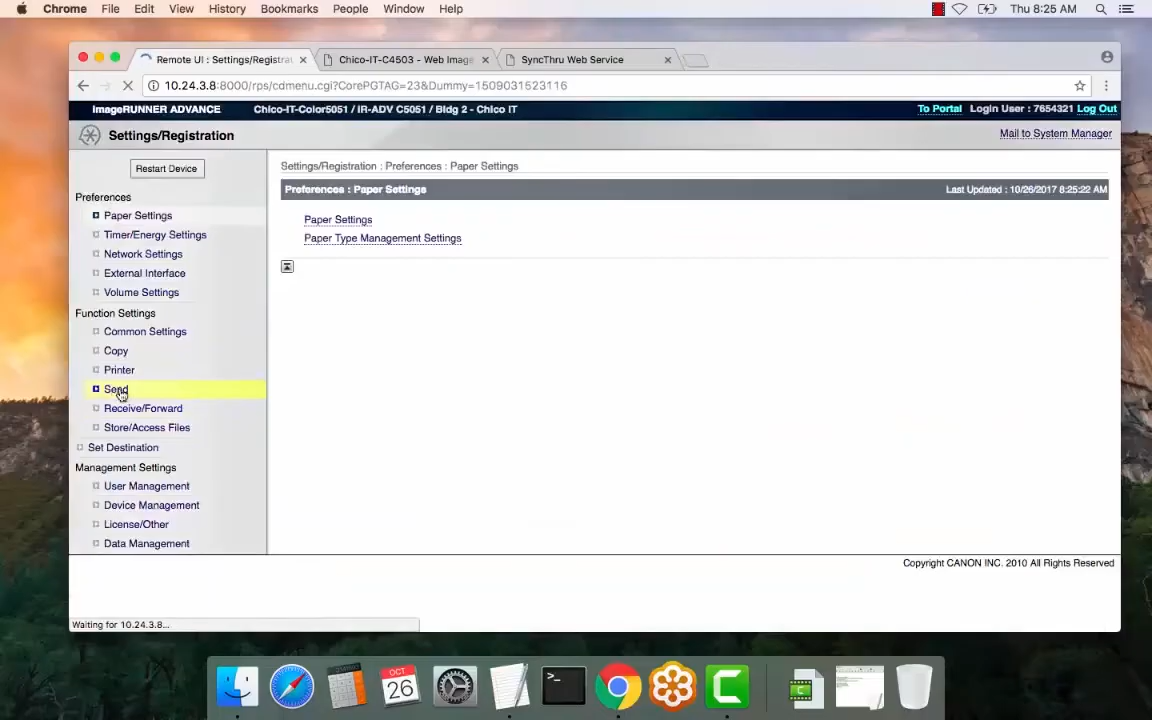 Chrome File Edit View History Bookmarks People Window Help Thu 8:25 AM
Remote UI : Settings/Registra Chico-IT-C4503 - Web Image SyncThru Web Service
10.24.3.8:8000/rps/cdmenu.cgi?CorePGTAG=23&Dummy=1509031523116
imageRUNNER ADVANCE Chico-IT-Color5051 / iR-ADV C5051 / Bldg 2 - Chico IT To Portal Login User : 7654321 Log Out
Settings/Registration Mail to System Manager
Restart Device
Settings/Registration : Preferences : Paper Settings
Preferences : Paper Settings Last Updated : 10/26/2017 8:25:22 AM
Paper Settings
Paper Type Management Settings
Preferences
Paper Settings
Timer/Energy Settings
Network Settings
External Interface
Volume Settings
Function Settings
Common Settings
Copy
Printer
Send
Receive/Forward
Store/Access Files
Set Destination
Management Settings
User Management
Device Management
License/Other
Data Management
Copyright CANON INC. 2010 All Rights Reserved
Waiting for 10.24.3.8...
OCT
26